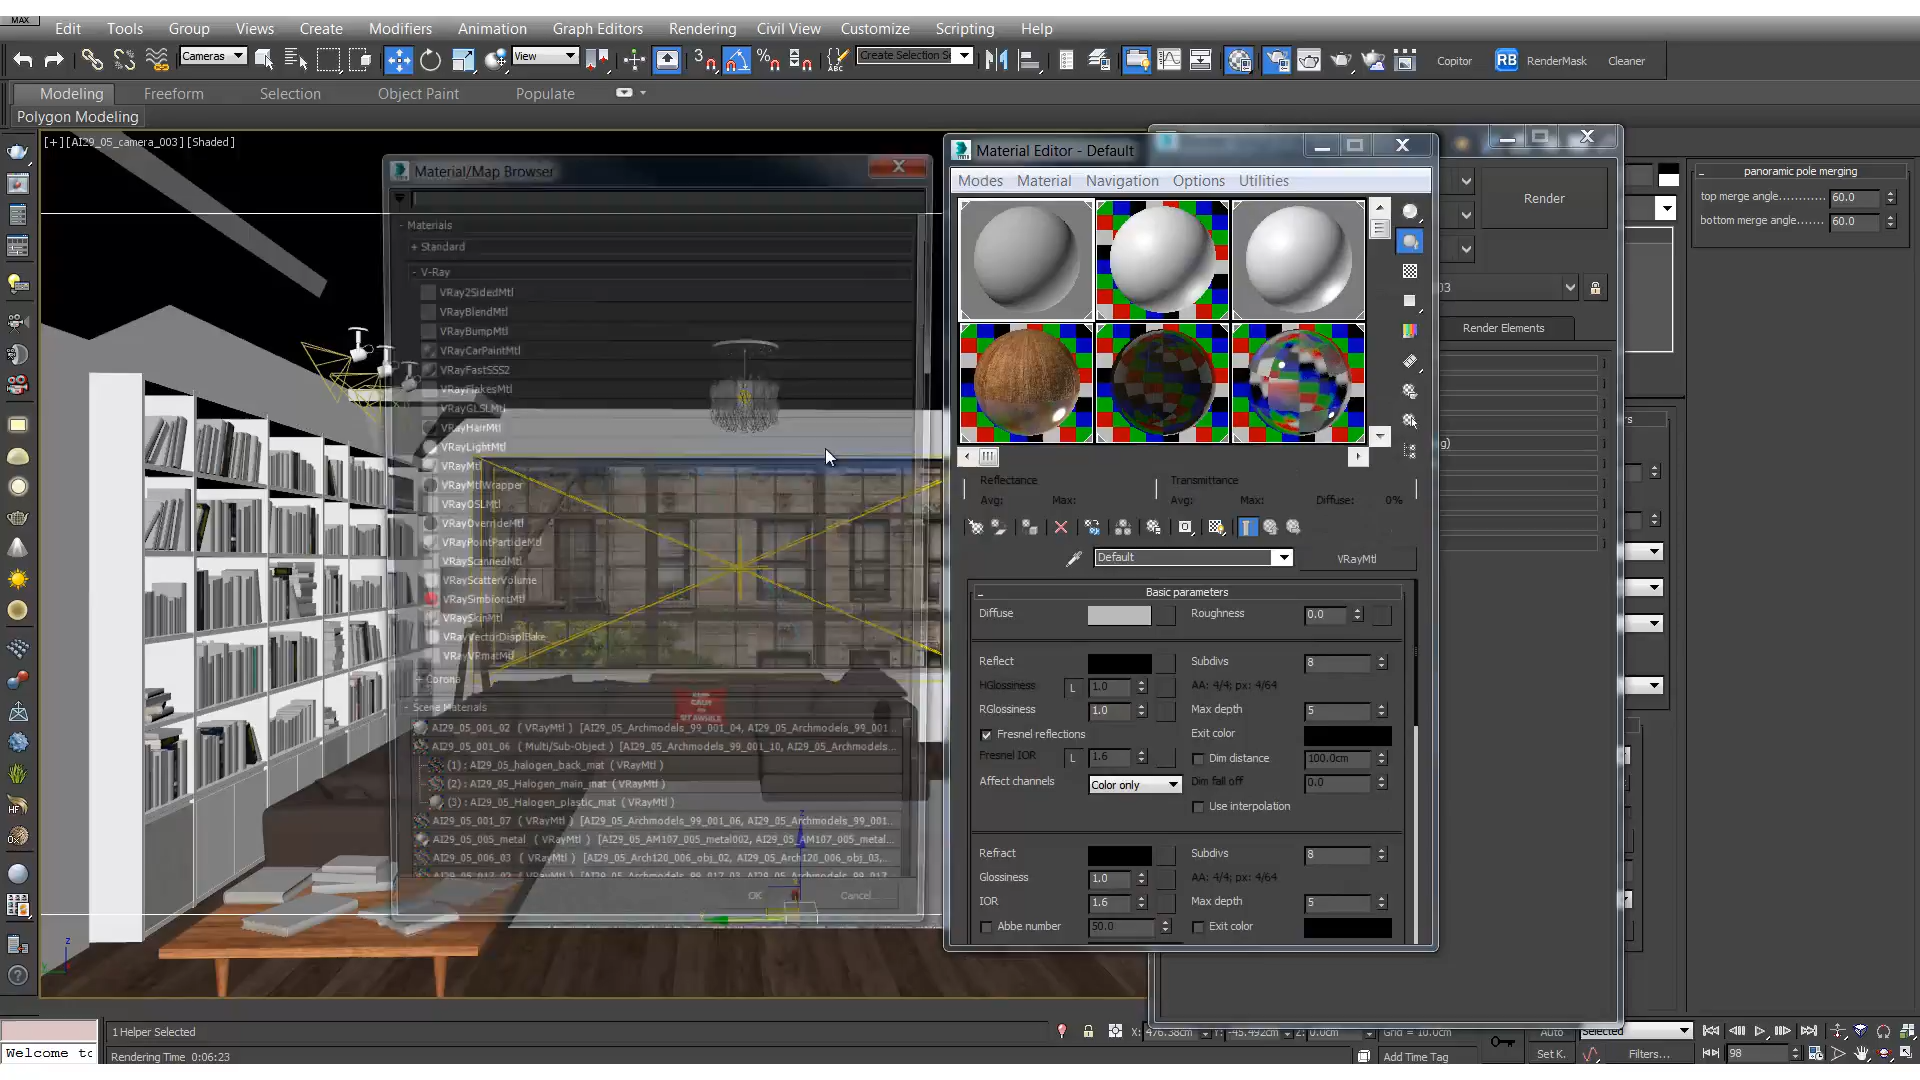 MAX
Edit Tools Group Views Create Modifiers Animation Graph Editors Rendering Civil View Customize Scripting Help
Cameras View 3 ABC Create Selection S Copitor RB RenderMask Cleaner
Modeling Freeform Selection Object Paint Populate
Polygon Modeling
[+][AI29_05_camera_003][Shaded]
Material/Map Browser
Materials
+ Standard
- V-Ray
VRay2SidedMtl
VRayBlendMtl
VRayBumpMtl
VRayCarPaintMtl
VRayFastSSS2
VRayFlakesMtl
VRayGLSLMtl
VRayHairMtl
VRayLightMtl
VRayMtl
VRayMtlWrapper
VRayOSLMtl
VRayOverrideMtl
VRayPointParticleMtl
VRayScannedMtl
VRayScatterVolume
VRaySimbiontMtl
VRaySkinMtl
VRayVectorDisplBake
VRayVRmatMtl
+ Corona
- Scene Materials
AI29_05_001_02 ( VRayMtl ) [AI29_05_Archmodels_99_001_04, AI29_05_Archmodels_99_001
AI29_05_001_06 ( Multi/Sub-Object ) [AI29_05_Archmodels_99_001_10, AI29_05_Archmodels...
(1) : AI29_05_halogen_back_mat ( VRayMtl )
(2) : AI29_05_Halogen_main_mat ( VRayMtl )
(3) : AI29_05_Halogen_plastic_mat ( VRayMtl )
AI29_05_001_07 ( VRayMtl ) [AI29_05_Archmodels_99_001_06, AI29_05_Archmodels_99_001...
AI29_05_005_metal ( VRayMtl ) [AI29_05_AM107_005_metal002, AI29_05_AM107_005_metal...
AI29_05_006_03 ( VRayMtl ) [AI29_05_Arch120_006_obj_02, AI29_05_Arch120_006_obj_03,...
OK Cancel
Material Editor - Default
Modes Material Navigation Options Utilities
Reflectance Transmittance
Avg: Max: Avg: Max: Diffuse: 0%
Default VRayMtl
- Basic parameters
Diffuse Roughness 0.0
Reflect Subdivs 8
HGlossiness L 1.0 AA: 4/4; px: 4/64
RGlossiness 1.0 Max depth 5
Fresnel reflections Exit color
Fresnel IOR L 1.6 Dim distance 100.0cm
Affect channels Color only Dim fall off 0.0
Use interpolation
Refract Subdivs 8
Glossiness 1.0 AA: 4/4; px: 4/64
IOR 1.6 Max depth 5
Abbe number 50.0 Exit color
Render
03
Render Elements
g)
rs
- panoramic pole merging
top merge angle............ 60.0
bottom merge angle....... 60.0
z
1 Helper Selected X: 476.38cm Y: -45.492cm Z: 0.0cm Grid = 10.0cm Auto Selected
Welcome to Rendering Time 0:06:23 Add Time Tag Set K. Filters... 98